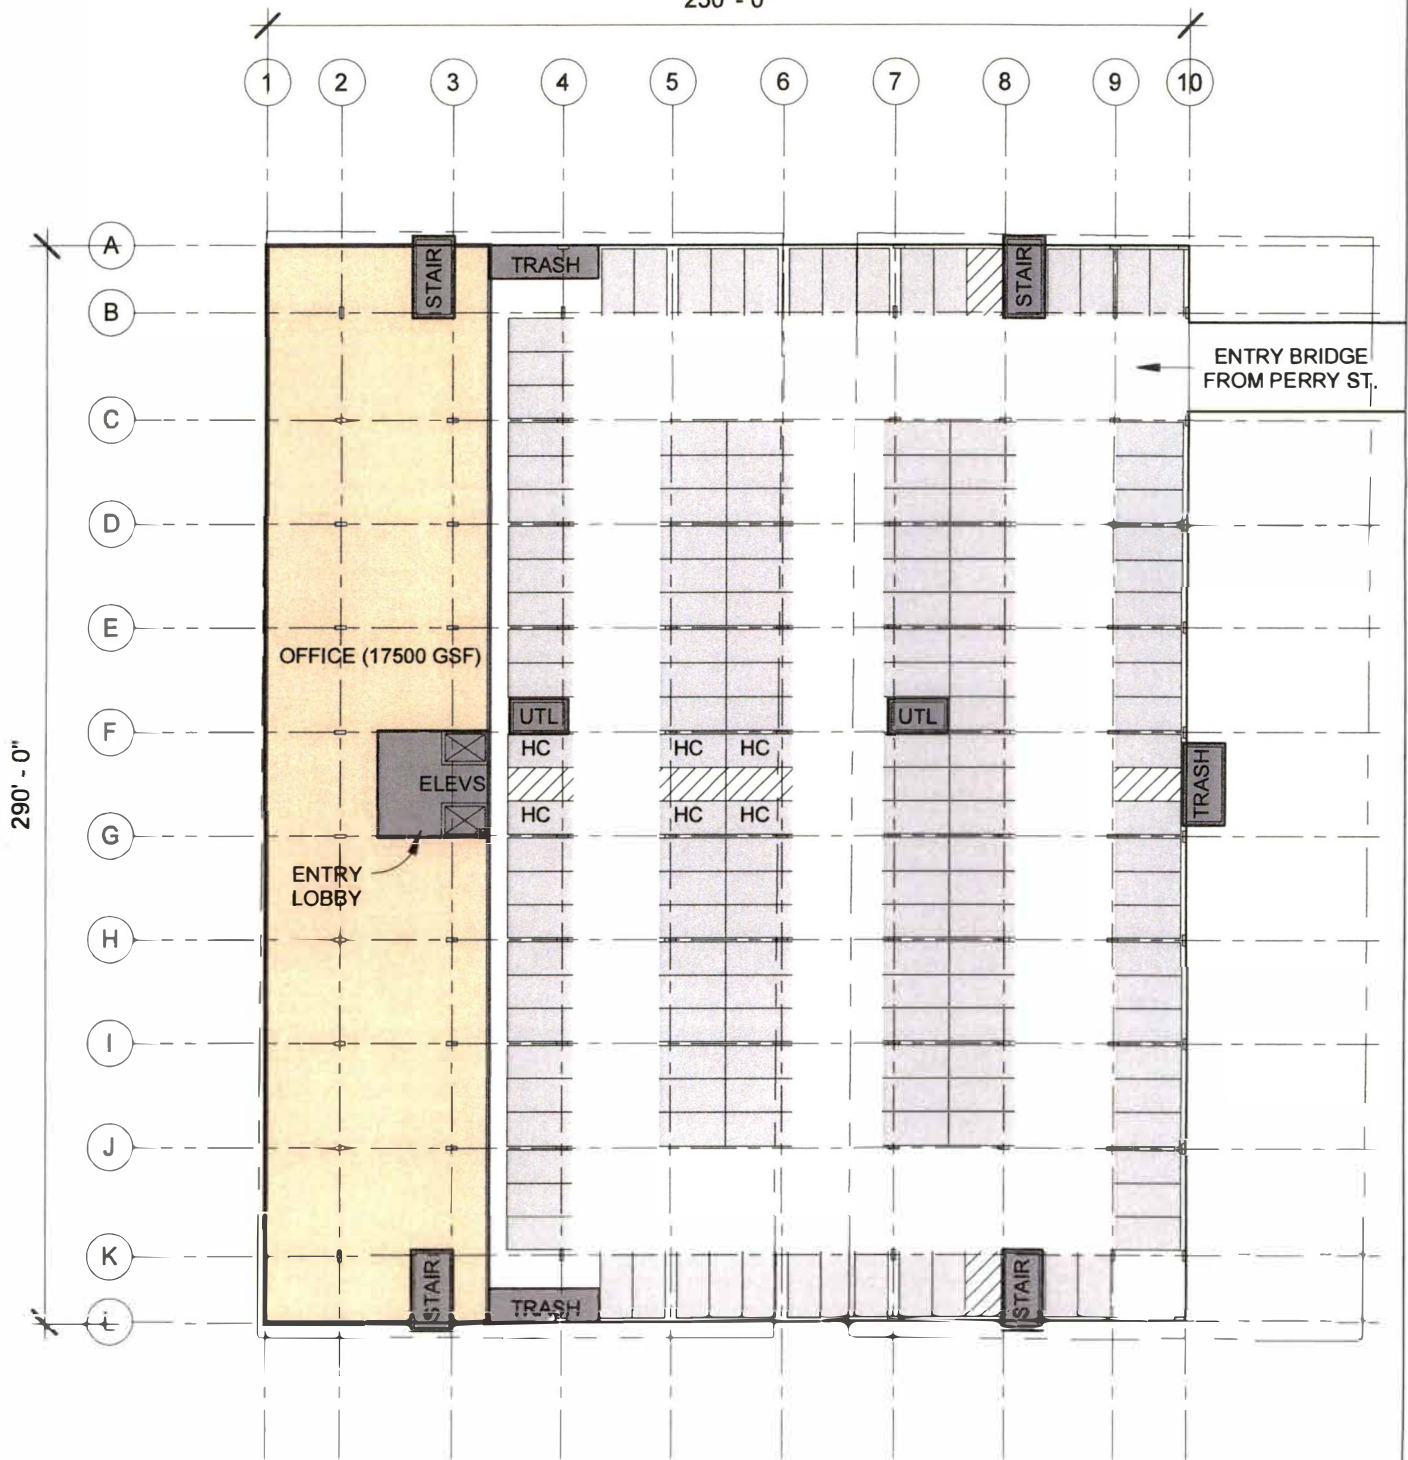 1 2 3 4 5 6 7 8 9 10
A
STAIR
TRASH
STAIR
B
ENTRY BRIDGE
FROM PERRY ST.
C
D
E
OFFICE (17500 GSF)
UTL
UTL
F
HC HC HC
290' - 0"
ELEVS
TRASH
HC HC HC
G
ENTRY
LOBBY
H
I
J
K
STAIR
TRASH
STAIR
L